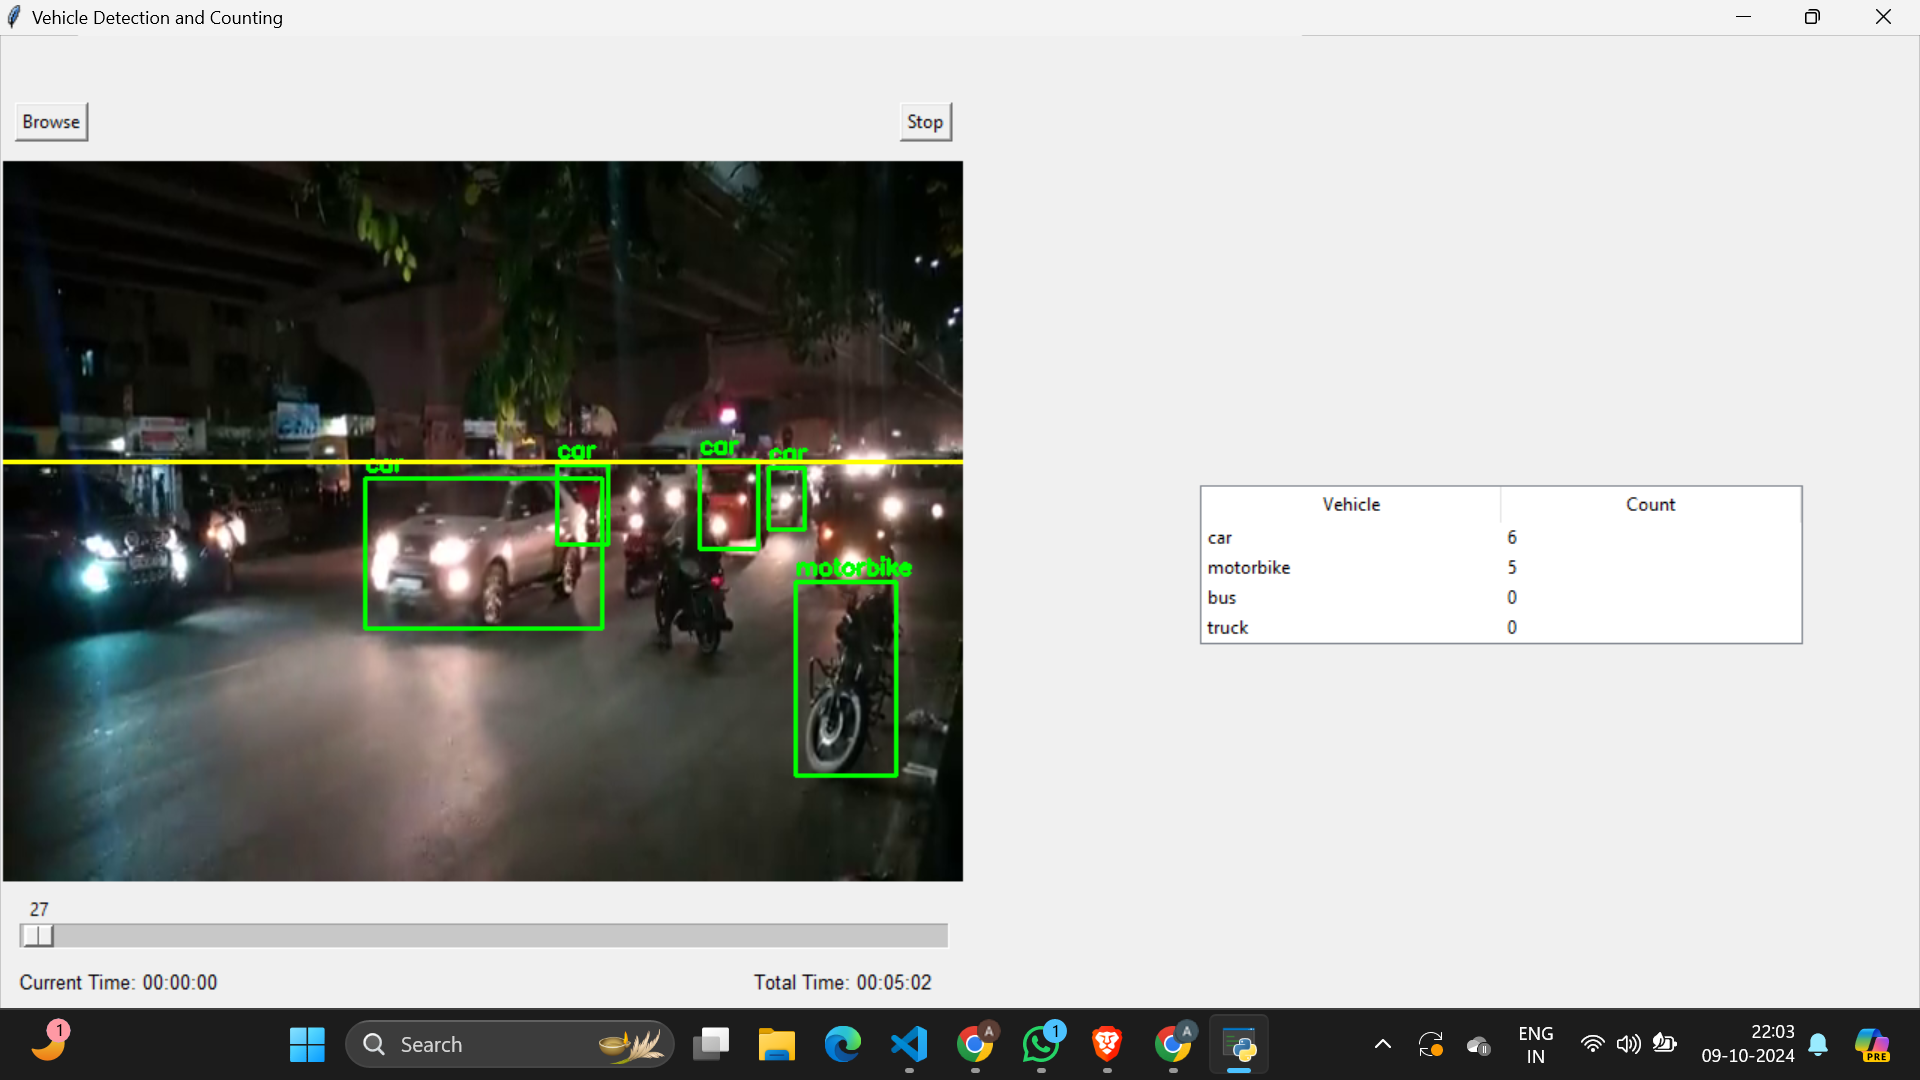 Vehicle Detection and Counting
Browse
Stop
car
car
car
car
motorbike
Vehicle Count
car 6
motorbike 5
bus 0
truck 0
27
Current Time: 00:00:00
Total Time: 00:05:02
1
Search
A
1
A
ENG
IN
22:03
09-10-2024
PRE